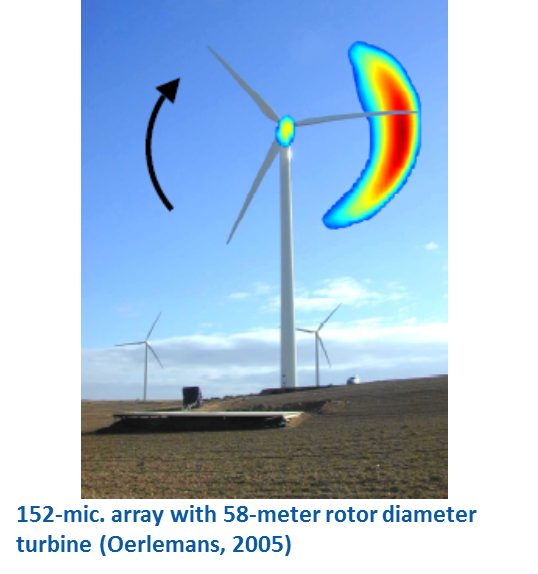 152-mic. array with 58-meter rotor diameter
turbine (Oerlemans, 2005)